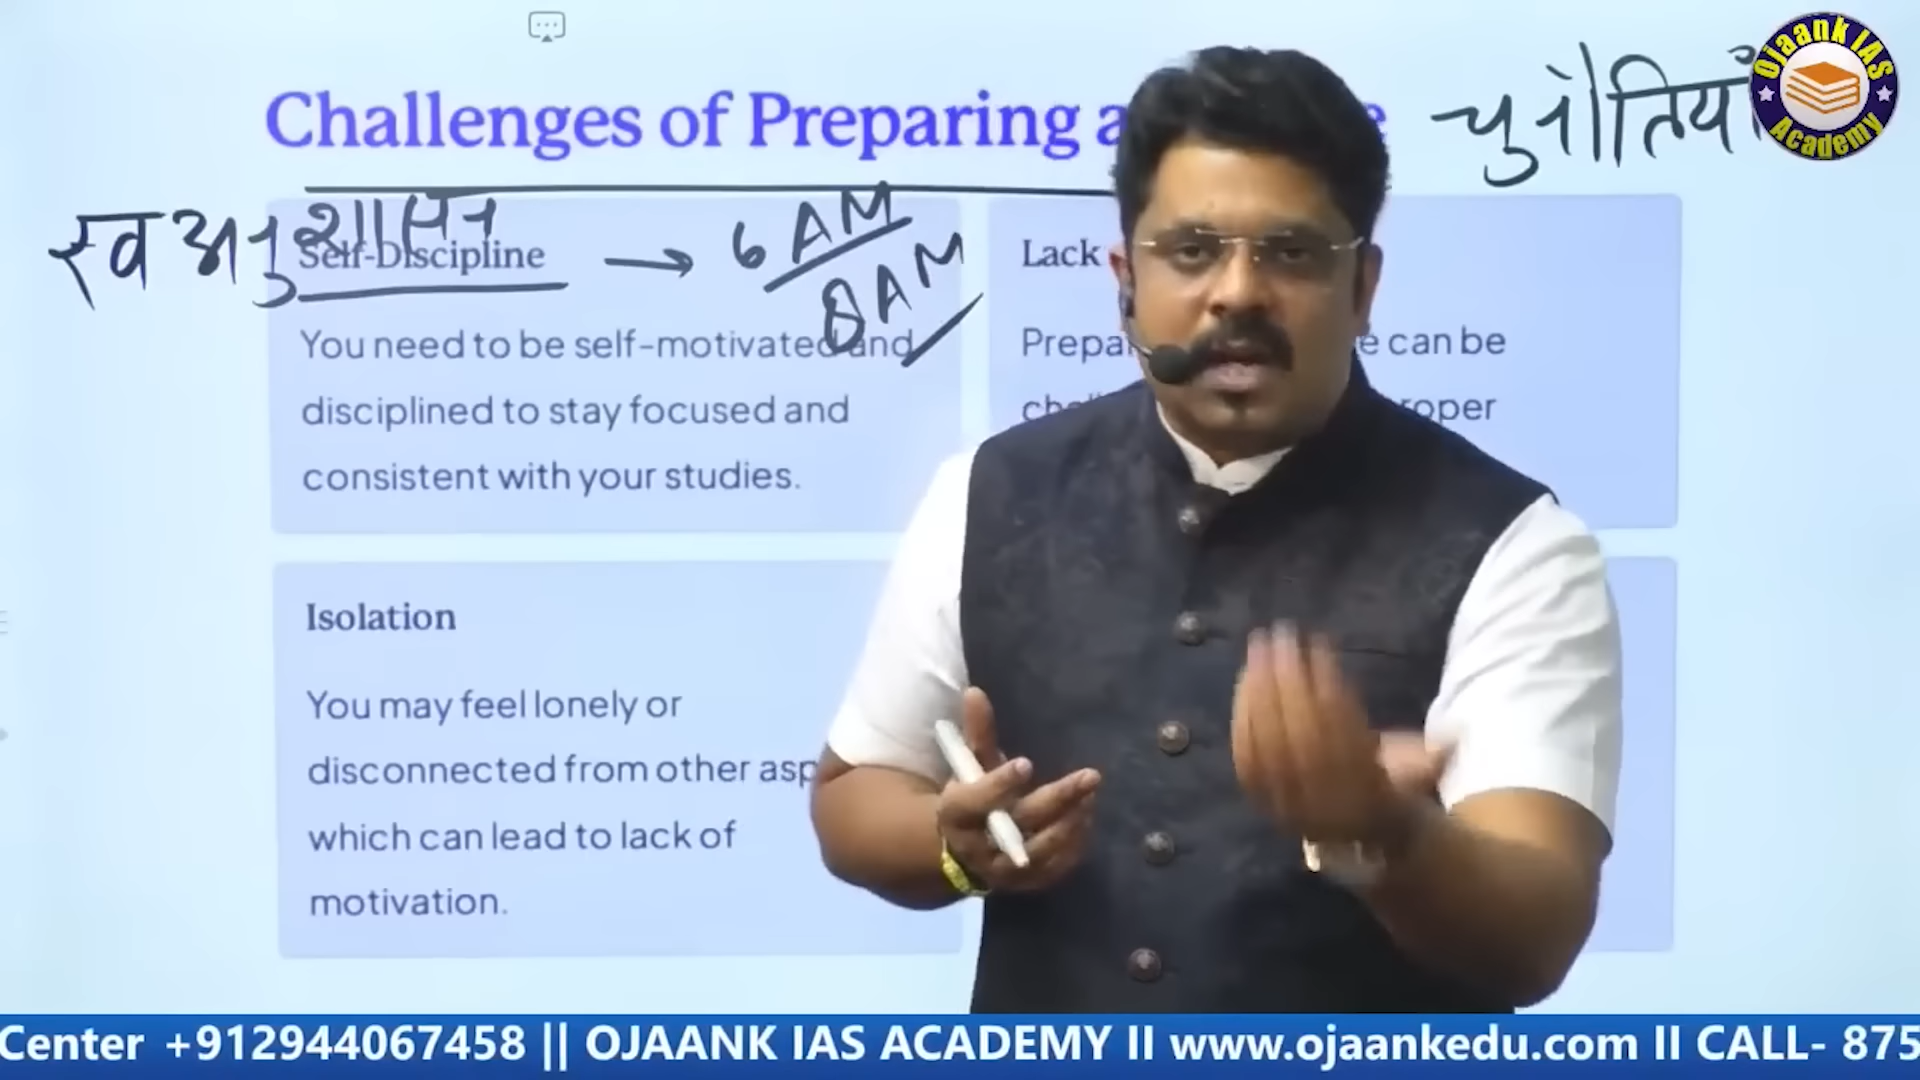 Ojaank IAS
Academy
Challenges of Preparing
चुनौतियाँ
स्व अनुशासन
Self-Discipline
→ 6 AM
8 AM
You need to be self-motivated and
disciplined to stay focused and
consistent with your studies.
Lack
e can be
roper
Isolation
You may feel lonely or
disconnected from other asp
which can lead to lack of
motivation.
Center +912944067458 || OJAANK IAS ACADEMY II www.ojaankedu.com II CALL- 875